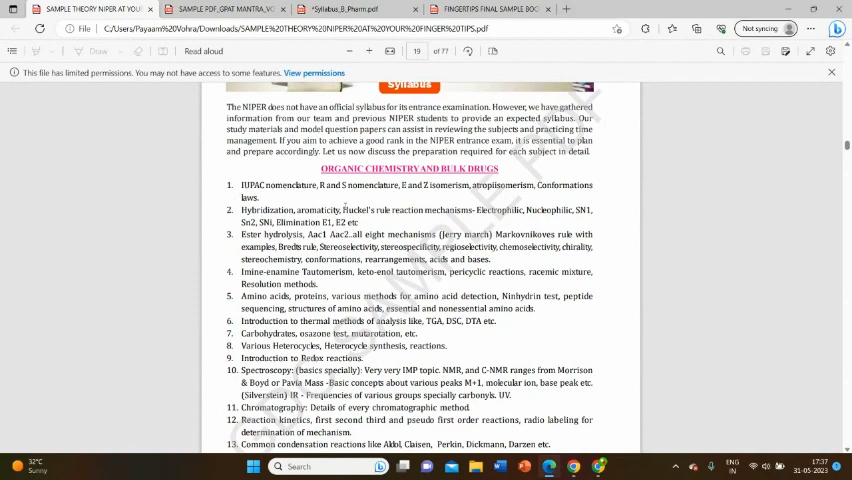 SAMPLE THEORY NIPER AT YOUR
SAMPLE PDF_GPAT MANTRA_VO
*Syllabus_B_Pharm.pdf
FINGERTIPS FINAL SAMPLE BOO
File C:/Users/Payaam%20Vohra/Downloads/SAMPLE%20THEORY%20NIPER%20AT%20YOUR%20FINGER%20TIPS.pdf
Not syncing
Draw
Read aloud
19 of 77
This file has limited permissions. You may not have access to some features. View permissions
Syllabus
The NIPER does not have an official syllabus for its entrance examination. However, we have gathered
information from our team and previous NIPER students to provide an expected syllabus. Our
study materials and model question papers can assist in reviewing the subjects and practicing time
management. If you aim to achieve a good rank in the NIPER entrance exam, it is essential to plan
and prepare accordingly. Let us now discuss the preparation required for each subject in detail.
ORGANIC CHEMISTRY AND BULK DRUGS
1. IUPAC nomenclature, R and S nomenclature, E and Z isomerism, atropiisomerism, Conformations
laws.
2. Hybridization, aromaticity, Huckel's rule reaction mechanisms- Electrophilic, Nucleophilic, SN1,
Sn2, SNi, Elimination E1, E2 etc
3. Ester hydrolysis, Aac1 Aac2..all eight mechanisms (Jerry march) Markovnikoves rule with
examples, Bredts rule, Stereoselectivity, stereospecificity, regioselectivity, chemoselectivity, chirality,
stereochemistry, conformations, rearrangements, acids and bases.
4. Imine-enamine Tautomerism, keto-enol tautomerism, pericyclic reactions, racemic mixture,
Resolution methods.
5. Amino acids, proteins, various methods for amino acid detection, Ninhydrin test, peptide
sequencing, structures of amino acids, essential and nonessential amino acids.
6. Introduction to thermal methods of analysis like, TGA, DSC, DTA etc.
7. Carbohydrates, osazone test, mutarotation, etc.
8. Various Heterocycles, Heterocycle synthesis, reactions.
9. Introduction to Redox reactions.
10. Spectroscopy: (basics specially) Very very IMP topic. NMR, and C-NMR ranges from Morrison
& Boyd or Pavia Mass -Basic concepts about various peaks M+1, molecular ion, base peak etc.
(Silverstein) IR - Frequencies of various groups specially carbonyls. UV.
11. Chromatography: Details of every chromatographic method.
12. Reaction kinetics, first second third and pseudo first order reactions, radio labeling for
determination of mechanism.
13. Common condensation reactions like Aldol, Claisen, Perkin, Dickmann, Darzen etc.
GDC SAMPLE PDF
32°C
Sunny
Search
ENG
IN
17:37
31-05-2023